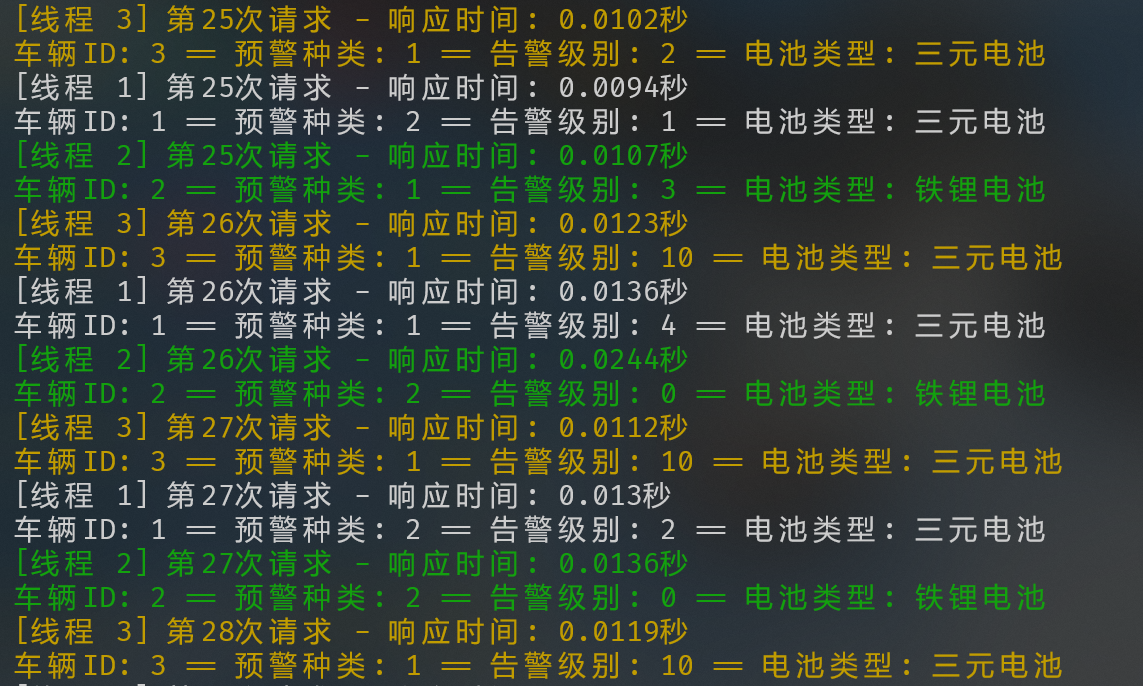 [线程 3] 第25次请求 - 响应时间: 0.0102秒
车辆ID: 3 == 预警种类: 1 == 告警级别: 2 == 电池类型: 三元电池
[线程 1] 第25次请求 - 响应时间: 0.0094秒
车辆ID: 1 == 预警种类: 2 == 告警级别: 1 == 电池类型: 三元电池
[线程 2] 第25次请求 - 响应时间: 0.0107秒
车辆ID: 2 == 预警种类: 1 == 告警级别: 3 == 电池类型: 铁锂电池
[线程 3] 第26次请求 - 响应时间: 0.0123秒
车辆ID: 3 == 预警种类: 1 == 告警级别: 10 == 电池类型: 三元电池
[线程 1] 第26次请求 - 响应时间: 0.0136秒
车辆ID: 1 == 预警种类: 1 == 告警级别: 4 == 电池类型: 三元电池
[线程 2] 第26次请求 - 响应时间: 0.0244秒
车辆ID: 2 == 预警种类: 2 == 告警级别: 0 == 电池类型: 铁锂电池
[线程 3] 第27次请求 - 响应时间: 0.0112秒
车辆ID: 3 == 预警种类: 1 == 告警级别: 10 == 电池类型: 三元电池
[线程 1] 第27次请求 - 响应时间: 0.013秒
车辆ID: 1 == 预警种类: 2 == 告警级别: 2 == 电池类型: 三元电池
[线程 2] 第27次请求 - 响应时间: 0.0136秒
车辆ID: 2 == 预警种类: 2 == 告警级别: 0 == 电池类型: 铁锂电池
[线程 3] 第28次请求 - 响应时间: 0.0119秒
车辆ID: 3 == 预警种类: 1 == 告警级别: 10 == 电池类型: 三元电池